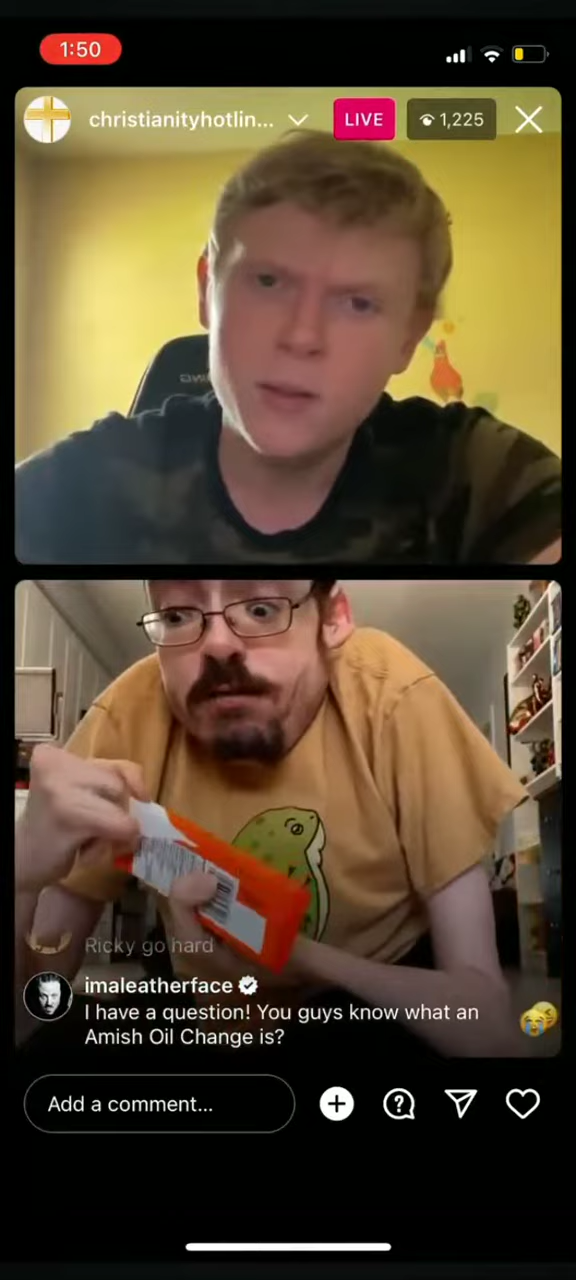 1:50
christianityhotlin...
LIVE
1,225
Ricky go hard
imaleatherface
I have a question! You guys know what an
Amish Oil Change is?
Add a comment...